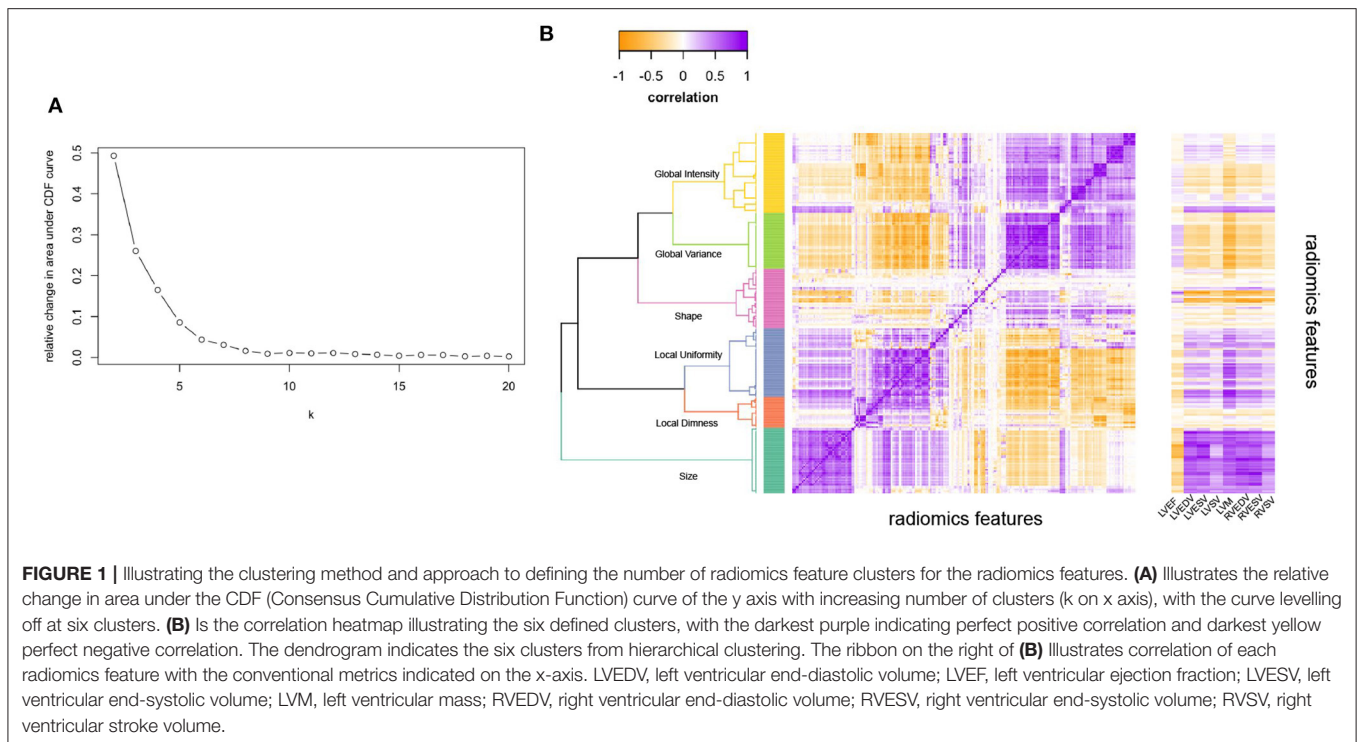 B
-1 -0.5 0 0.5 1
correlation
A
relative change in area under CDF curve
0.5
0.4
0.3
0.2
0.1
0.0
5 10 15 20
k
Global Intensity
Global Variance
Shape
Local Uniformity
Local Dimness
Size
radiomics features
radiomics features
LVEF
LVEDV
LVESV
LVSV
LVM
RVEDV
RVESV
RVSV
FIGURE 1 | Illustrating the clustering method and approach to defining the number of radiomics feature clusters for the radiomics features. (A) Illustrates the relative
change in area under the CDF (Consensus Cumulative Distribution Function) curve of the y axis with increasing number of clusters (k on x axis), with the curve levelling
off at six clusters. (B) Is the correlation heatmap illustrating the six defined clusters, with the darkest purple indicating perfect positive correlation and darkest yellow
perfect negative correlation. The dendrogram indicates the six clusters from hierarchical clustering. The ribbon on the right of (B) Illustrates correlation of each
radiomics feature with the conventional metrics indicated on the x-axis. LVEDV, left ventricular end-diastolic volume; LVEF, left ventricular ejection fraction; LVESV, left
ventricular end-systolic volume; LVM, left ventricular mass; RVEDV, right ventricular end-diastolic volume; RVESV, right ventricular end-systolic volume; RVSV, right
ventricular stroke volume.